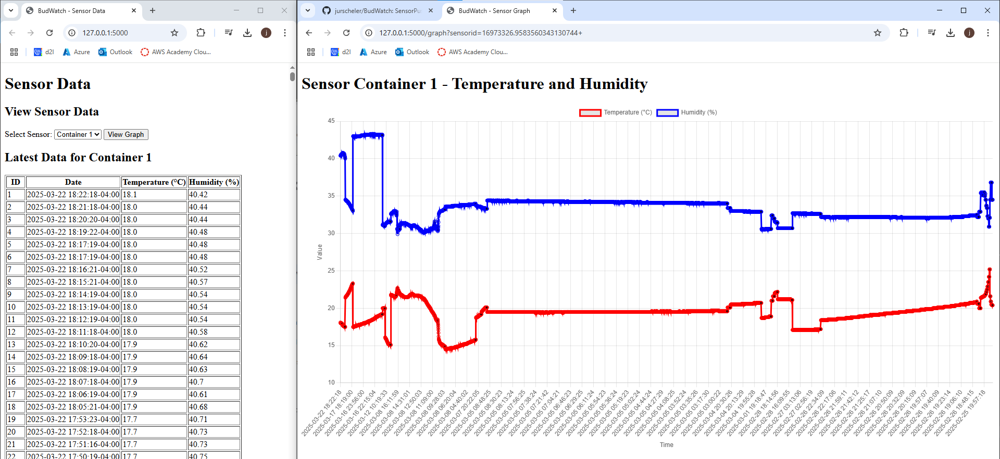 BudWatch - Sensor Data
127.0.0.1:5000
d2l Azure Outlook AWS Academy Clou...
Sensor Data
View Sensor Data
Select Sensor: Container 1 View Graph
Latest Data for Container 1
ID Date Temperature (°C) Humidity (%)
1 2025-03-22 18:22:18-04:00 18.1 40.42
2 2025-03-22 18:21:18-04:00 18.0 40.44
3 2025-03-22 18:20:20-04:00 18.0 40.44
4 2025-03-22 18:19:22-04:00 18.0 40.48
5 2025-03-22 18:17:19-04:00 18.0 40.48
6 2025-03-22 18:17:19-04:00 18.0 40.48
7 2025-03-22 18:16:21-04:00 18.0 40.52
8 2025-03-22 18:15:21-04:00 18.0 40.57
9 2025-03-22 18:14:19-04:00 18.0 40.54
10 2025-03-22 18:13:19-04:00 18.0 40.54
11 2025-03-22 18:12:19-04:00 18.0 40.54
12 2025-03-22 18:11:18-04:00 18.0 40.58
13 2025-03-22 18:10:20-04:00 17.9 40.62
14 2025-03-22 18:09:18-04:00 17.9 40.64
15 2025-03-22 18:08:19-04:00 17.9 40.63
16 2025-03-22 18:07:18-04:00 17.9 40.7
17 2025-03-22 18:06:19-04:00 17.9 40.61
18 2025-03-22 18:05:21-04:00 17.9 40.68
19 2025-03-22 17:53:23-04:00 17.7 40.71
20 2025-03-22 17:52:18-04:00 17.7 40.73
21 2025-03-22 17:51:16-04:00 17.7 40.73
22 2025-03-22 17:50:19-04:00 17.7 40.75
jurscheler/BudWatch: SensorPu
BudWatch - Sensor Graph
127.0.0.1:5000/graph?sensorid=16973326.9583560343130744+
d2l Azure Outlook AWS Academy Clou...
Sensor Container 1 - Temperature and Humidity
Temperature (°C) Humidity (%)
45
40
35
30
25
20
15
10
Value
2025-03-22 18:22:18
2025-03-17 18:19:00
2025-03-16 23:56:00
2025-03-16 22:15:04
2025-03-12 10:19:33
2025-03-08 16:11:59
2025-03-08 14:31:01
2025-03-08 12:50:03
2025-03-08 11:09:00
2025-03-08 09:28:03
2025-03-08 06:20:04
2025-03-08 04:40:02
2025-03-07 20:22:05
2025-03-05 08:48:25
2025-03-05 08:30:23
2025-03-05 08:13:24
2025-03-05 07:56:25
2025-03-05 07:38:24
2025-03-05 07:21:42
2025-03-05 07:04:21
2025-03-05 06:46:23
2025-03-05 06:29:25
2025-03-05 06:11:24
2025-03-05 05:54:23
2025-03-05 05:36:24
2025-03-05 05:19:23
2025-03-05 05:02:24
2025-03-05 04:44:24
2025-03-05 04:27:29
2025-03-05 04:08:25
2025-03-05 03:52:24
2025-03-05 03:35:26
2025-03-05 03:17:30
2025-03-05 03:00:22
2025-03-04 20:30:26
2025-03-04 20:13:29
2025-03-04 19:55:28
2025-03-01 19:18:47
2025-02-28 18:14:56
2025-02-28 16:09:55
2025-02-27 03:13:06
2025-02-27 02:56:19
2025-02-26 22:34:09
2025-02-26 22:17:06
2025-02-26 21:59:11
2025-02-26 21:42:12
2025-02-26 21:25:17
2025-02-26 21:07:10
2025-02-26 20:50:09
2025-02-26 20:32:09
2025-02-26 20:15:09
2025-02-26 19:57:07
2025-02-26 19:40:09
2025-02-26 19:23:14
2025-02-26 19:06:10
2025-02-26 18:48:15
2025-02-25 19:57:18
Time